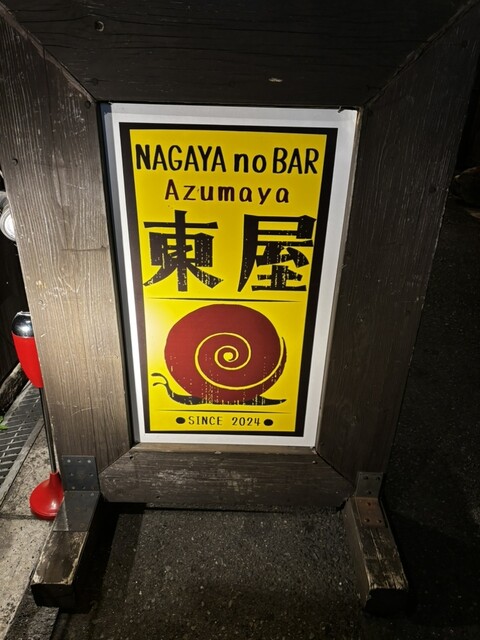 NAGAYA no BAR
Azumaya
東屋
•SINCE 2024•